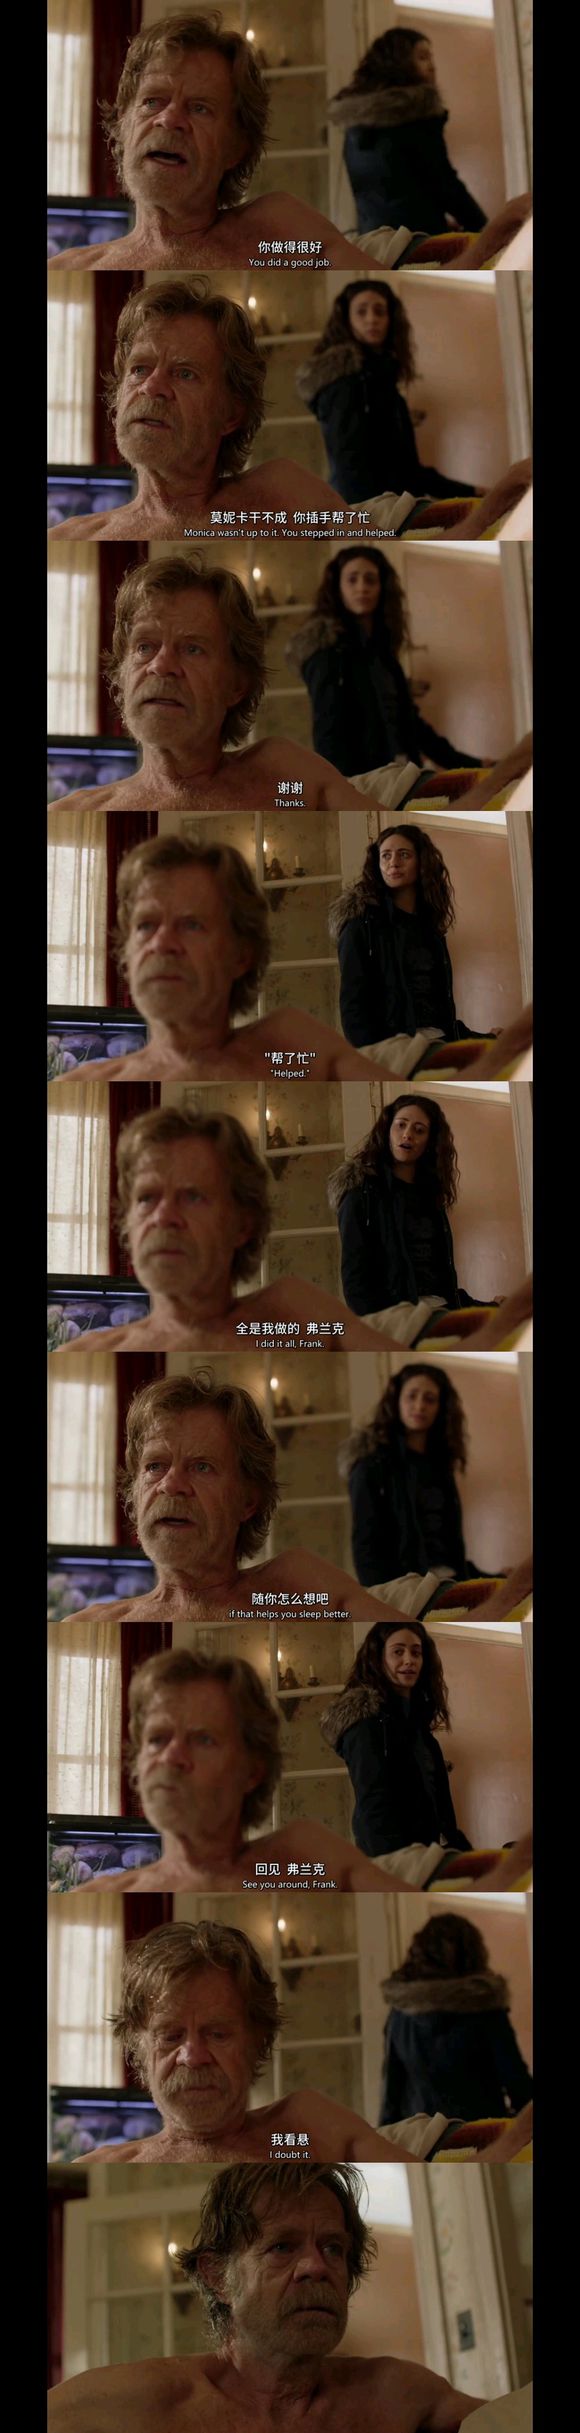 你做得很好
You did a good job.
莫妮卡干不成 你插手帮了忙
Monica wasn't up to it. You stepped in and helped.
谢谢
Thanks.
"帮了忙"
"Helped."
全是我做的 弗兰克
I did it all, Frank.
随你怎么想吧
if that helps you sleep better.
回见 弗兰克
See you around, Frank.
我看悬
I doubt it.